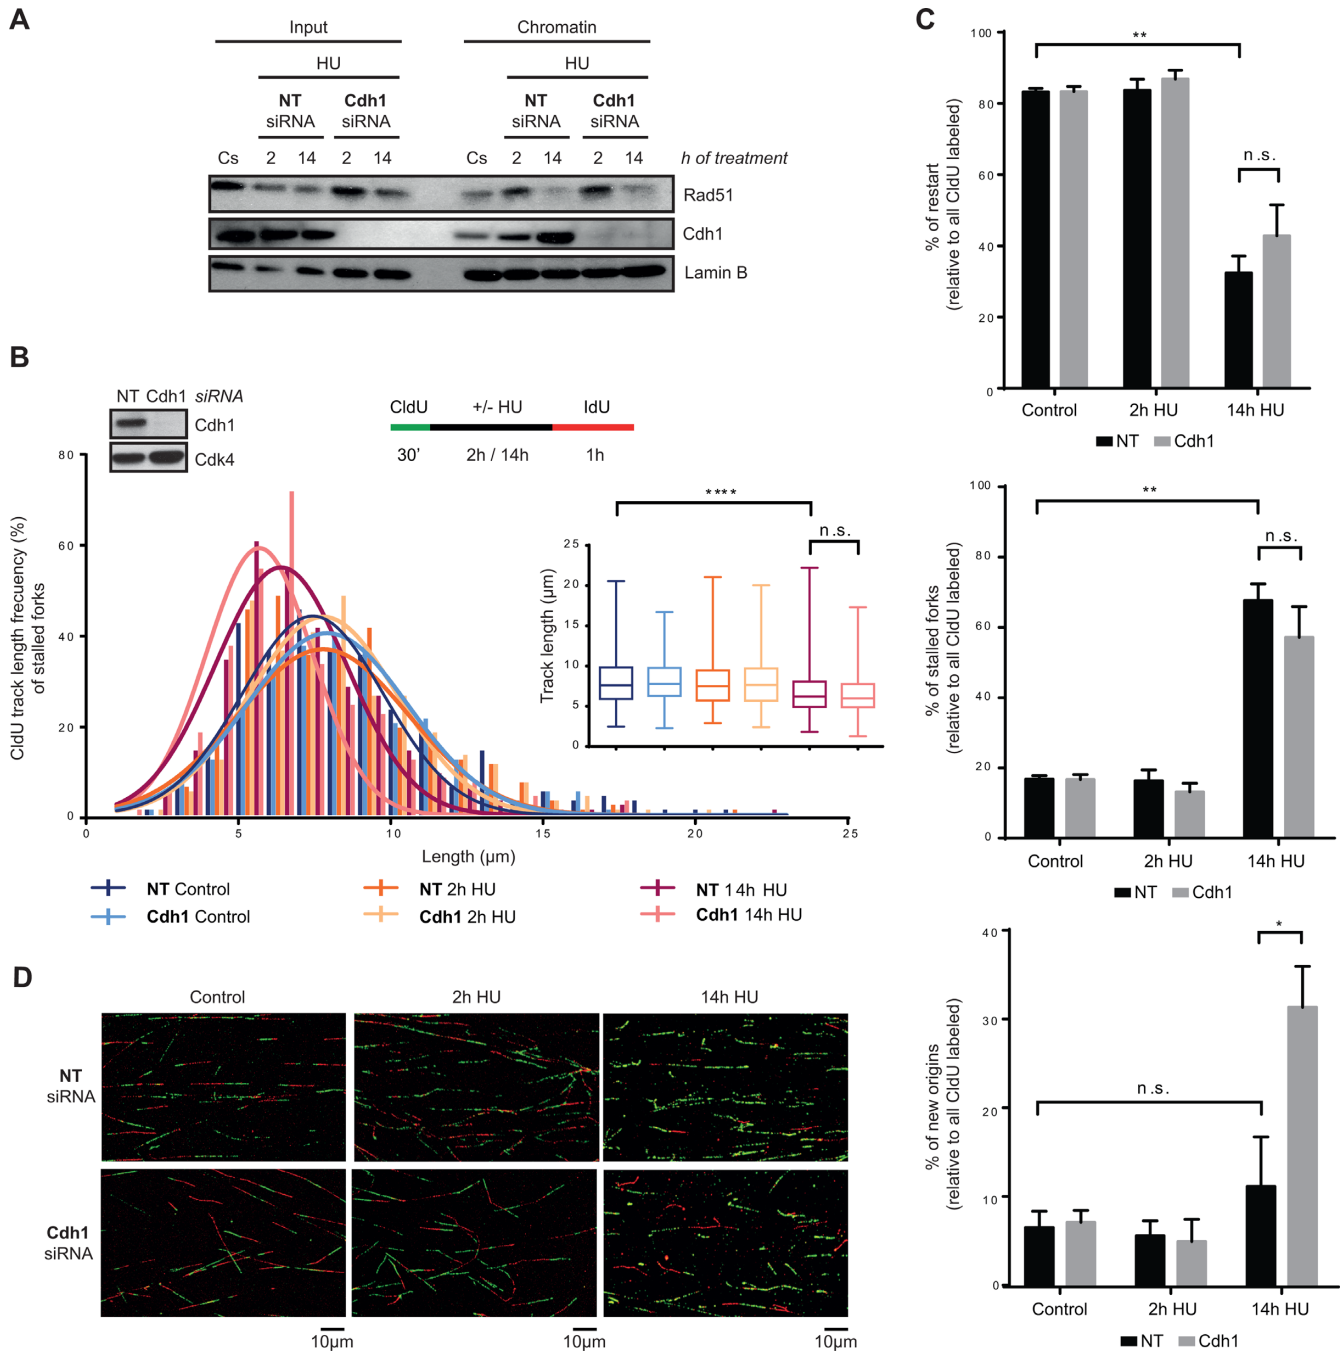 A
Input
Chromatin
HU
HU
NT
siRNA
Cdh1
siRNA
NT
siRNA
Cdh1
siRNA
Cs 2 14 2 14 Cs 2 14 2 14 h of treatment
Rad51
Cdh1
Lamin B
B
NT Cdh1 siRNA
Cdh1
Cdk4
CldU +/- HU IdU
30' 2h / 14h 1h
CldU track length frecuency (%)
of stalled forks
80
60
40
20
0
0 5 10 15 20 25
Length (µm)
****
n.s.
Track length (µm)
25
20
15
10
5
0
NT Control
Cdh1 Control
NT 2h HU
Cdh1 2h HU
NT 14h HU
Cdh1 14h HU
C
% of restart
(relative to all CldU labeled)
100
80
60
40
20
0
**
n.s.
Control 2h HU 14h HU
NT Cdh1
% of stalled forks
(relative to all CldU labeled)
100
80
60
40
20
0
**
n.s.
Control 2h HU 14h HU
NT Cdh1
% of new origins
(relative to all CldU labeled)
40
30
20
10
0
n.s.
*
Control 2h HU 14h HU
NT Cdh1
D
Control 2h HU 14h HU
NT
siRNA
Cdh1
siRNA
10µm 10µm 10µm